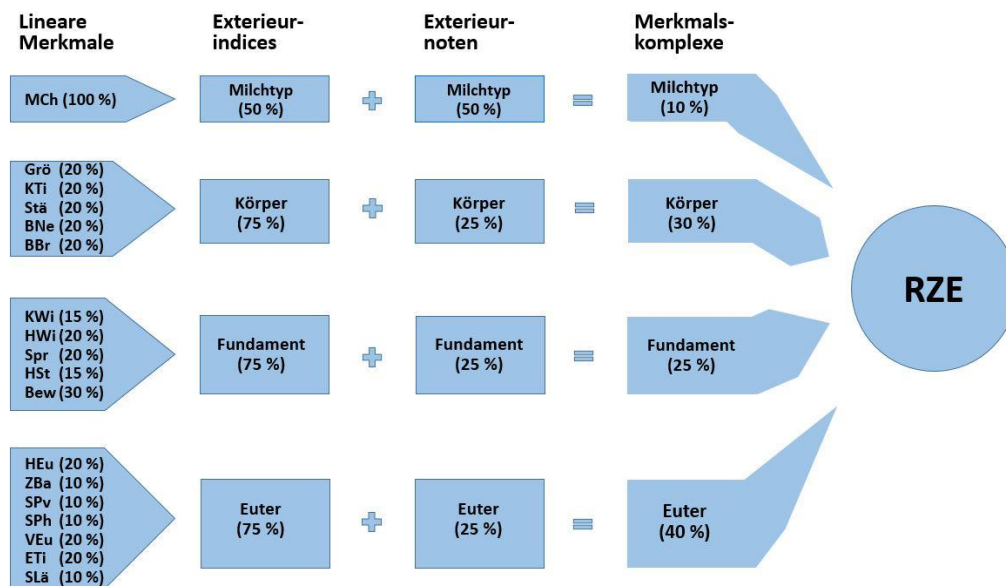 Lineare
Merkmale
Exterieur-
indices
Exterieur-
noten
Merkmals-
komplexe
MCh (100 %)
Milchtyp
(50 %)
Milchtyp
(50 %)
Milchtyp
(10 %)
Grö (20 %)
KTi (20 %)
Stä (20 %)
BNe (20 %)
BBr (20 %)
Körper
(75 %)
Körper
(25 %)
Körper
(30 %)
RZE
KWi (15 %)
HWi (20 %)
Spr (20 %)
HSt (15 %)
Bew (30 %)
Fundament
(75 %)
Fundament
(25 %)
Fundament
(25 %)
HEu (20 %)
ZBa (10 %)
SPv (10 %)
SPh (10 %)
VEu (20 %)
ETi (20 %)
SLä (10 %)
Euter
(75 %)
Euter
(25 %)
Euter
(40 %)